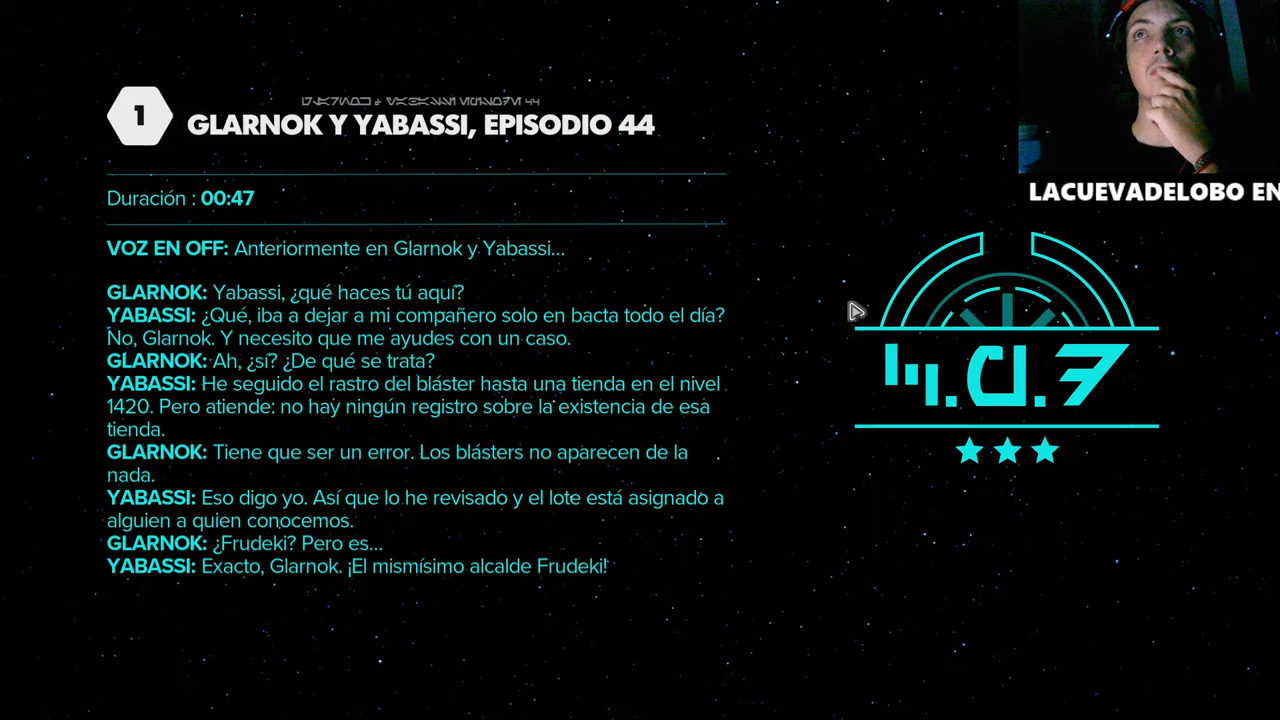 1
GLARNOK Y YABASSI, EPISODIO 44
Duración : 00:47
VOZ EN OFF: Anteriormente en Glarnok y Yabassi...
GLARNOK: Yabassi, ¿qué haces tú aquí?
YABASSI: ¿Qué, iba a dejar a mi compañero solo en bacta todo el día?
No, Glarnok. Y necesito que me ayudes con un caso.
GLARNOK: Ah, ¿sí? ¿De qué se trata?
YABASSI: He seguido el rastro del bláster hasta una tienda en el nivel
1420. Pero atiende: no hay ningún registro sobre la existencia de esa
tienda.
GLARNOK: Tiene que ser un error. Los blásters no aparecen de la
nada.
YABASSI: Eso digo yo. Así que lo he revisado y el lote está asignado a
alguien a quien conocemos.
GLARNOK: ¿Frudeki? Pero es...
YABASSI: Exacto, Glarnok. ¡El mismísimo alcalde Frudeki!
LACUEVADELOBO EN